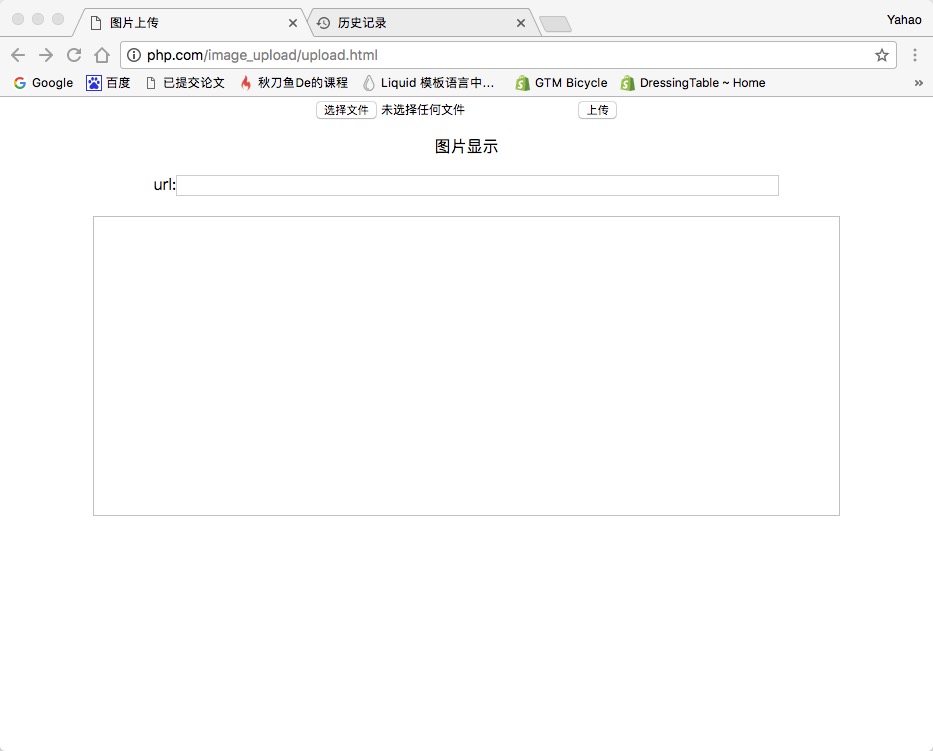 图片上传 历史记录 Yahao
php.com/image_upload/upload.html
Google 百度 已提交论文 秋刀鱼De的课程 Liquid 模板语言中... GTM Bicycle DressingTable ~ Home »
选择文件 未选择任何文件 上传
图片显示
url: